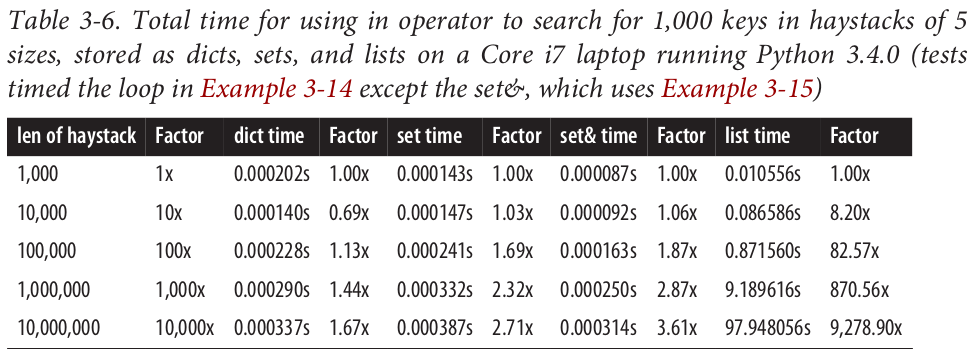 Table 3-6. Total time for using in operator to search for 1,000 keys in haystacks of 5
sizes, stored as dicts, sets, and lists on a Core i7 laptop running Python 3.4.0 (tests
timed the loop in Example 3-14 except the set&, which uses Example 3-15)
len of haystack Factor dict time Factor set time Factor set& time Factor list time Factor
1,000 1x 0.000202s 1.00x 0.000143s 1.00x 0.000087s 1.00x 0.010556s 1.00x
10,000 10x 0.000140s 0.69x 0.000147s 1.03x 0.000092s 1.06x 0.086586s 8.20x
100,000 100x 0.000228s 1.13x 0.000241s 1.69x 0.000163s 1.87x 0.871560s 82.57x
1,000,000 1,000x 0.000290s 1.44x 0.000332s 2.32x 0.000250s 2.87x 9.189616s 870.56x
10,000,000 10,000x 0.000337s 1.67x 0.000387s 2.71x 0.000314s 3.61x 97.948056s 9,278.90x